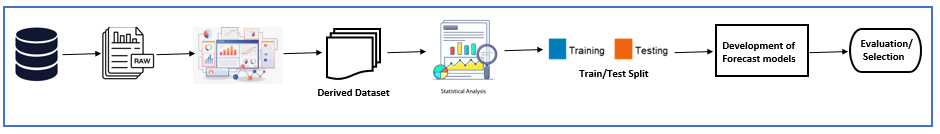 RAW
Derived Dataset
Statistical Analysis
Training
Testing
Train/Test Split
Development of
Forecast models
Evaluation/
Selection